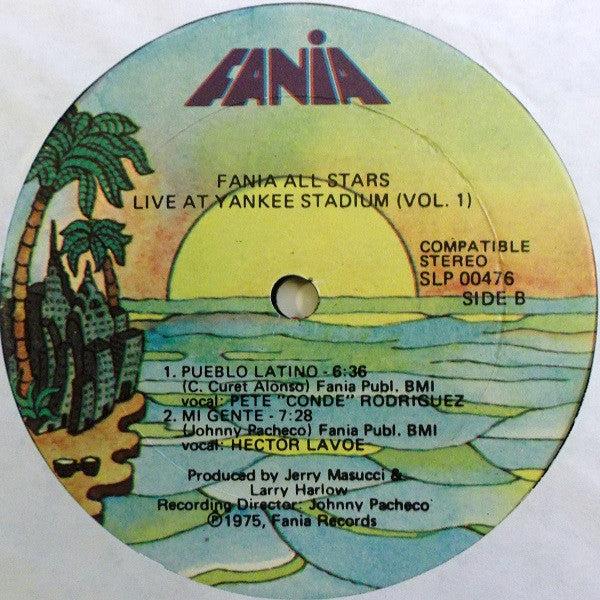 FANIA
FANIA ALL STARS
LIVE AT YANKEE STADIUM (VOL. 1)
COMPATIBLE
STEREO
SLP 00476
SIDE B
1. PUEBLO LATINO - 6:36
(C. Curet Alonso) Fania Publ. BMI
vocal: PETE "CONDE" RODRIGUEZ
2. MI GENTE - 7:28
(Johnny Pacheco) Fania Publ. BMI
vocal: HECTOR LAVOE
Produced by Jerry Masucci &
Larry Harlow
Recording Director: Johnny Pacheco
℗1975, Fania Records